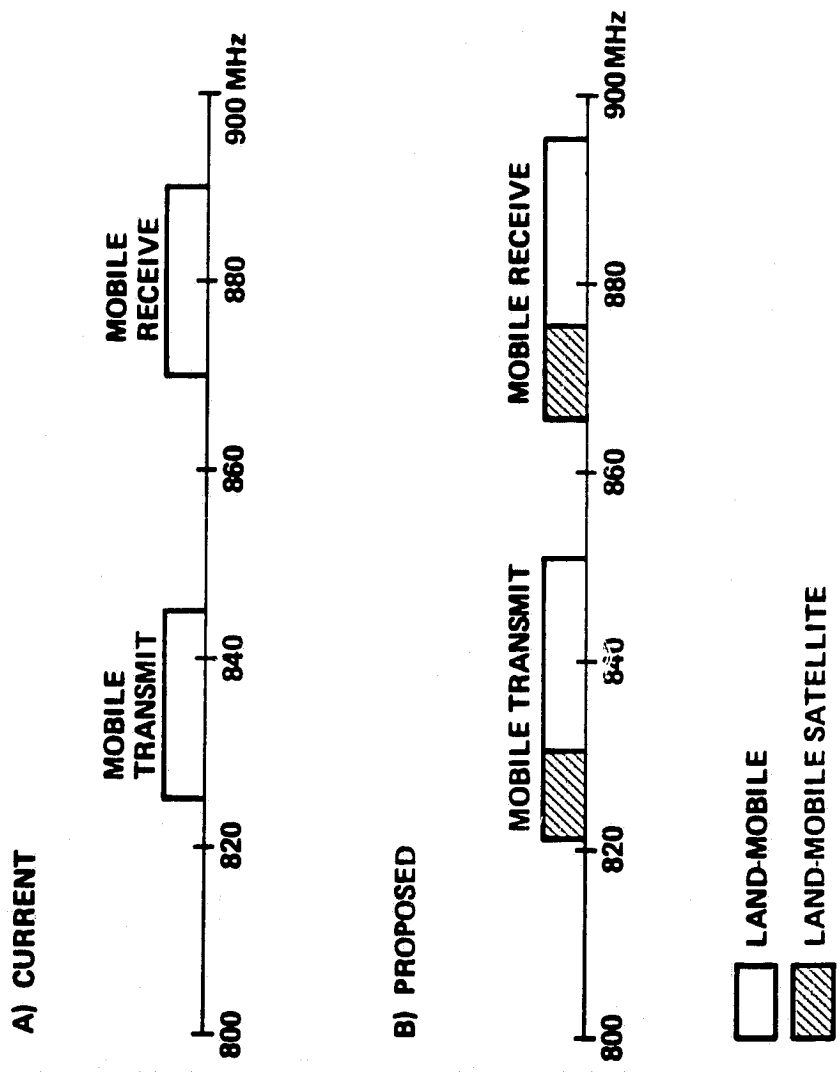 A) CURRENT
MOBILE
TRANSMIT
MOBILE
RECEIVE
800
820
840
860
880
900 MHz
B) PROPOSED
MOBILE TRANSMIT
MOBILE RECEIVE
800
820
840
860
880
900 MHz
LAND-MOBILE
LAND-MOBILE SATELLITE